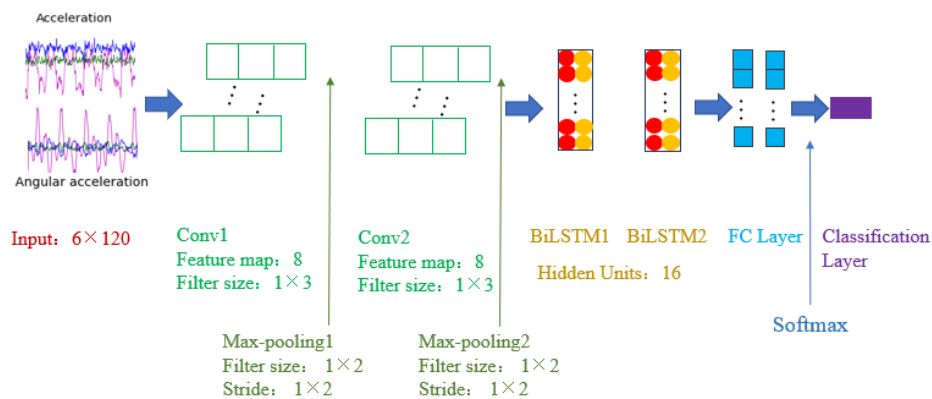 Acceleration
Angular acceleration
Input：6×120
Conv1
Feature map：8
Filter size：1×3
Max-pooling1
Filter size：1×2
Stride：1×2
Conv2
Feature map：8
Filter size：1×3
Max-pooling2
Filter size：1×2
Stride：1×2
BiLSTM1
BiLSTM2
Hidden Units：16
FC Layer
Softmax
Classification
Layer